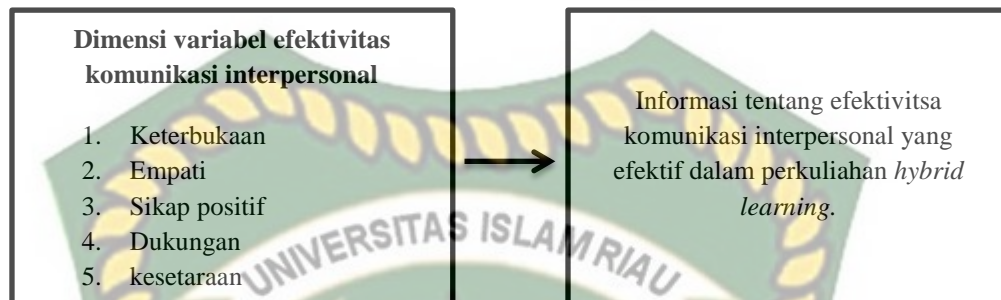 Dimensi variabel efektivitas
komunikasi interpersonal
1. Keterbukaan
2. Empati
3. Sikap positif
4. Dukungan
5. kesetaraan
Informasi tentang efektivitsa
komunikasi interpersonal yang
efektif dalam perkuliahan hybrid
learning.
UNIVERSITAS ISLAM RIAU